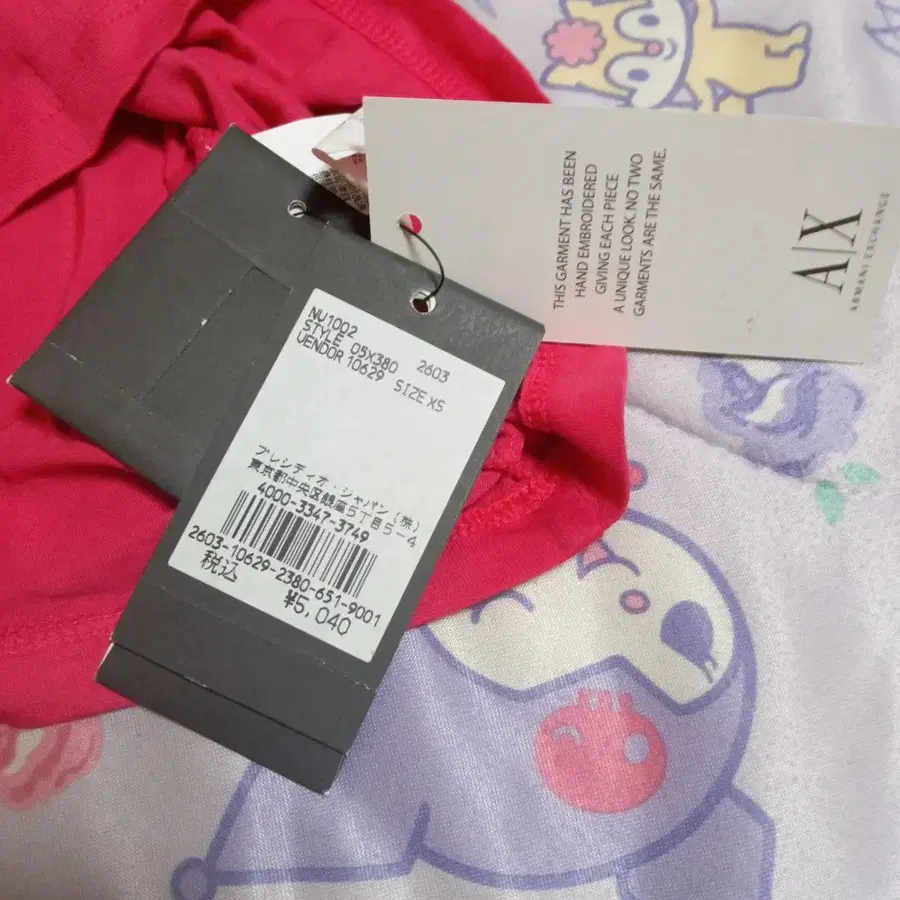 NU1002
STYLE 05X380 2603
VENDOR 10629 SIZE XS
プレシディオ・ジャパン(株)
東京都中央区銀座5丁目5-4
4000-3347-3749
2603-10629-2380-651-9001
税込
¥5,040
THIS GARMENT HAS BEEN
HAND EMBROIDERED
GIVING EACH PIECE
A UNIQUE LOOK. NO TWO
GARMENTS ARE THE SAME.
A|X
ARMANI EXCHANGE